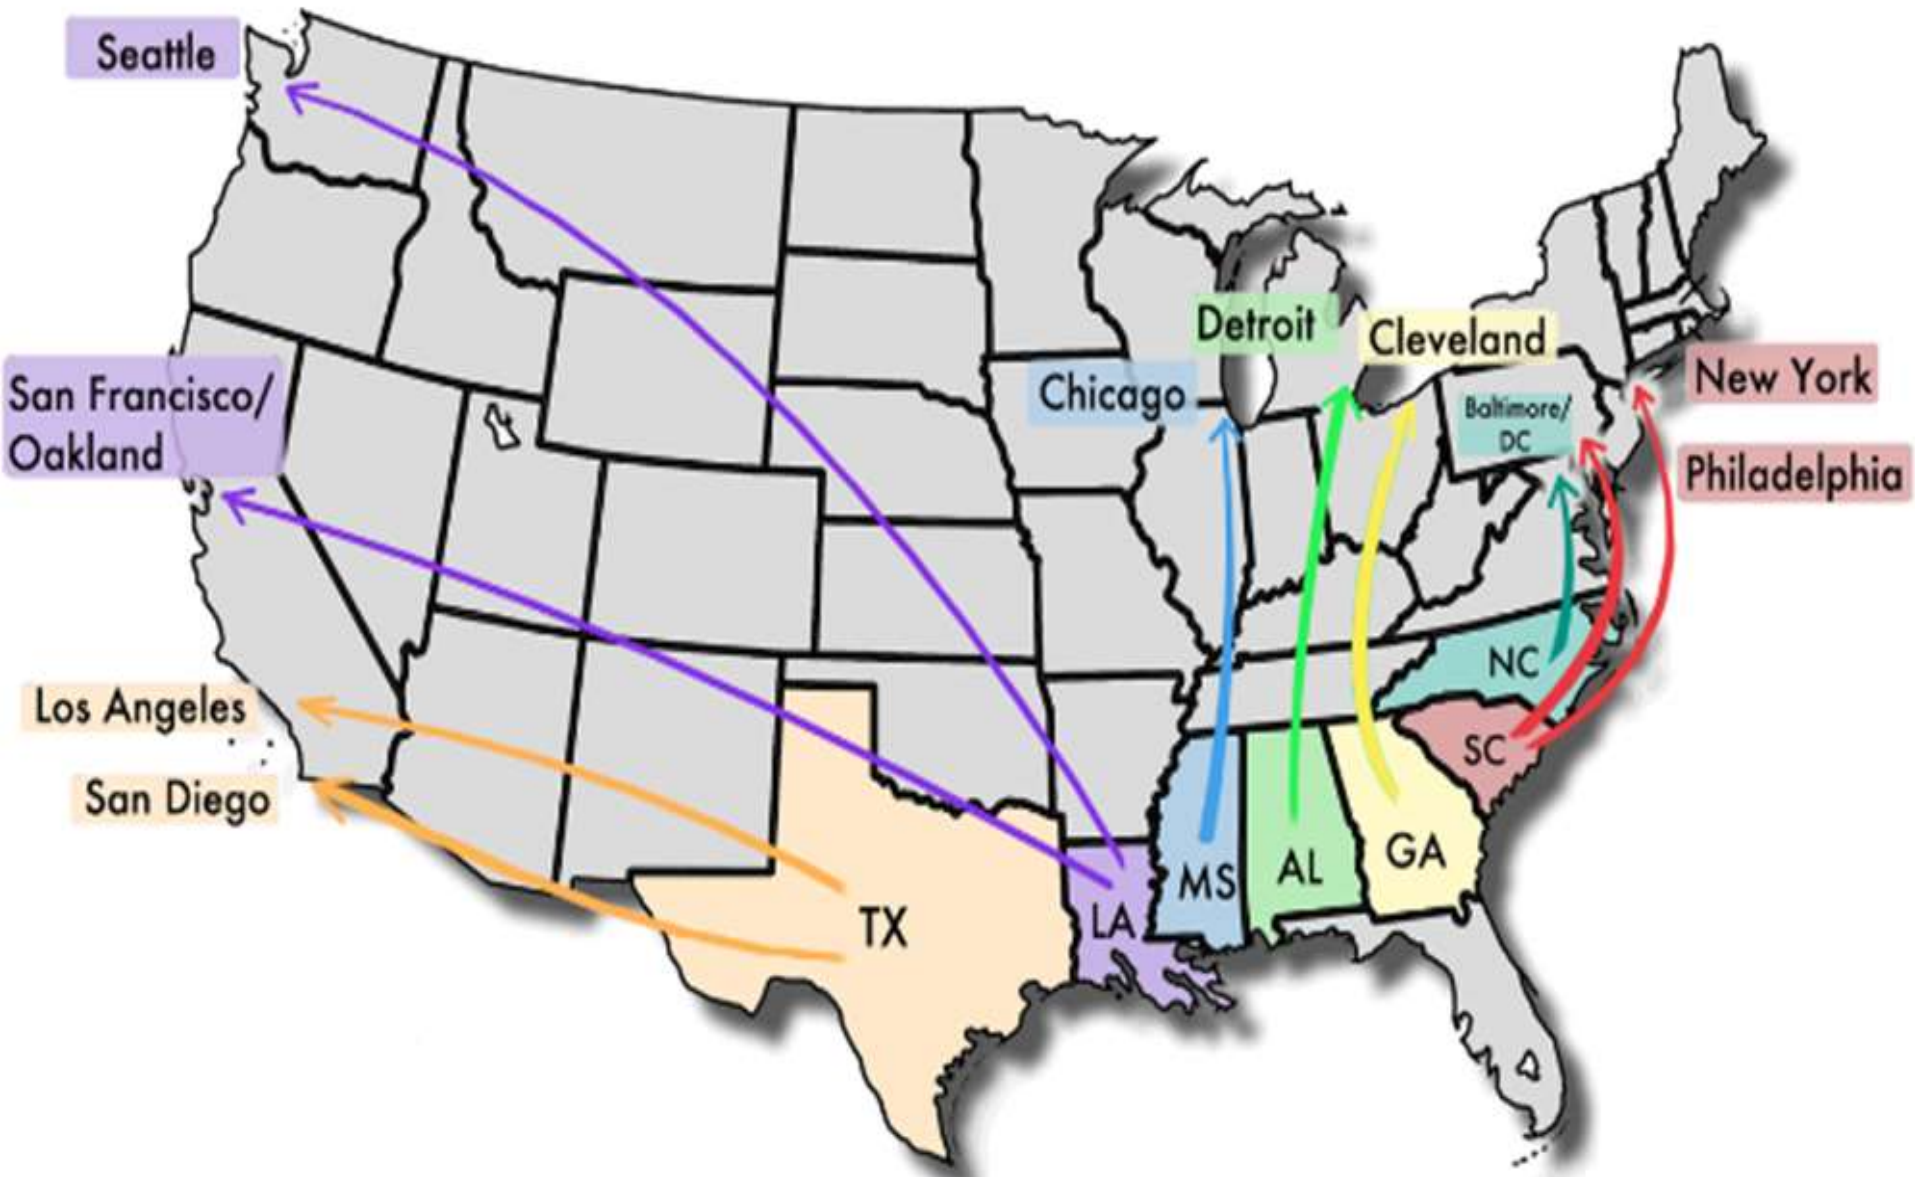 Seattle
Detroit
Cleveland
San Francisco/
Oakland
Chicago
New York
Baltimore/
DC
Philadelphia
Los Angeles
NC
SC
San Diego
TX
LA
MS
AL
GA